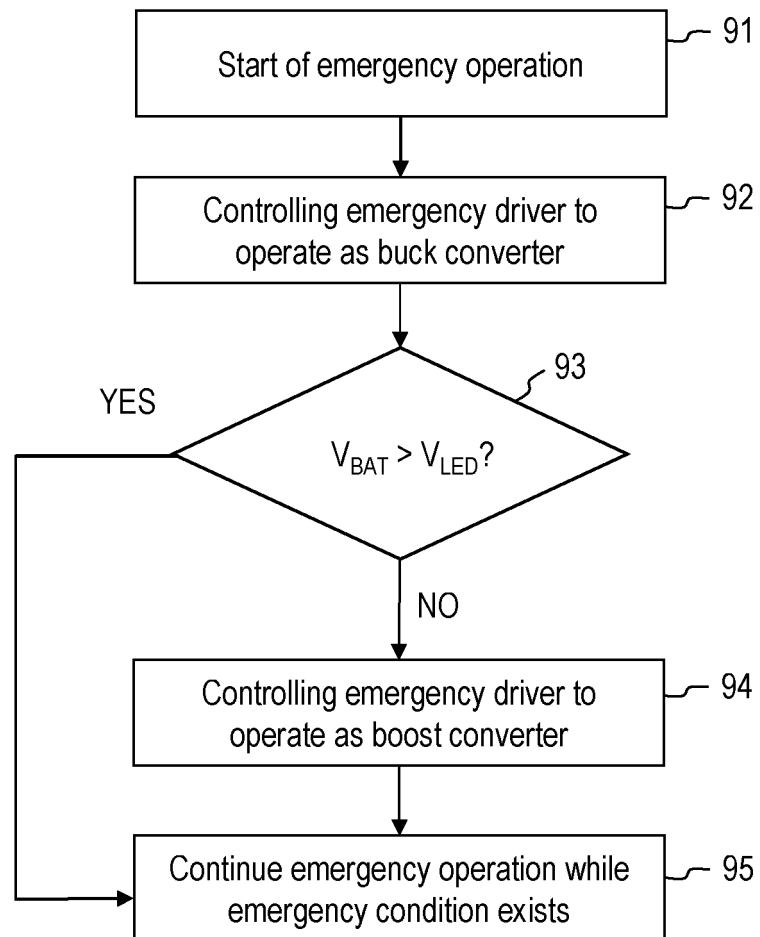 Start of emergency operation
91
Controlling emergency driver to
operate as buck converter
92
93
YES
V_BAT > V_LED?
NO
Controlling emergency driver to
operate as boost converter
94
Continue emergency operation while
emergency condition exists
95